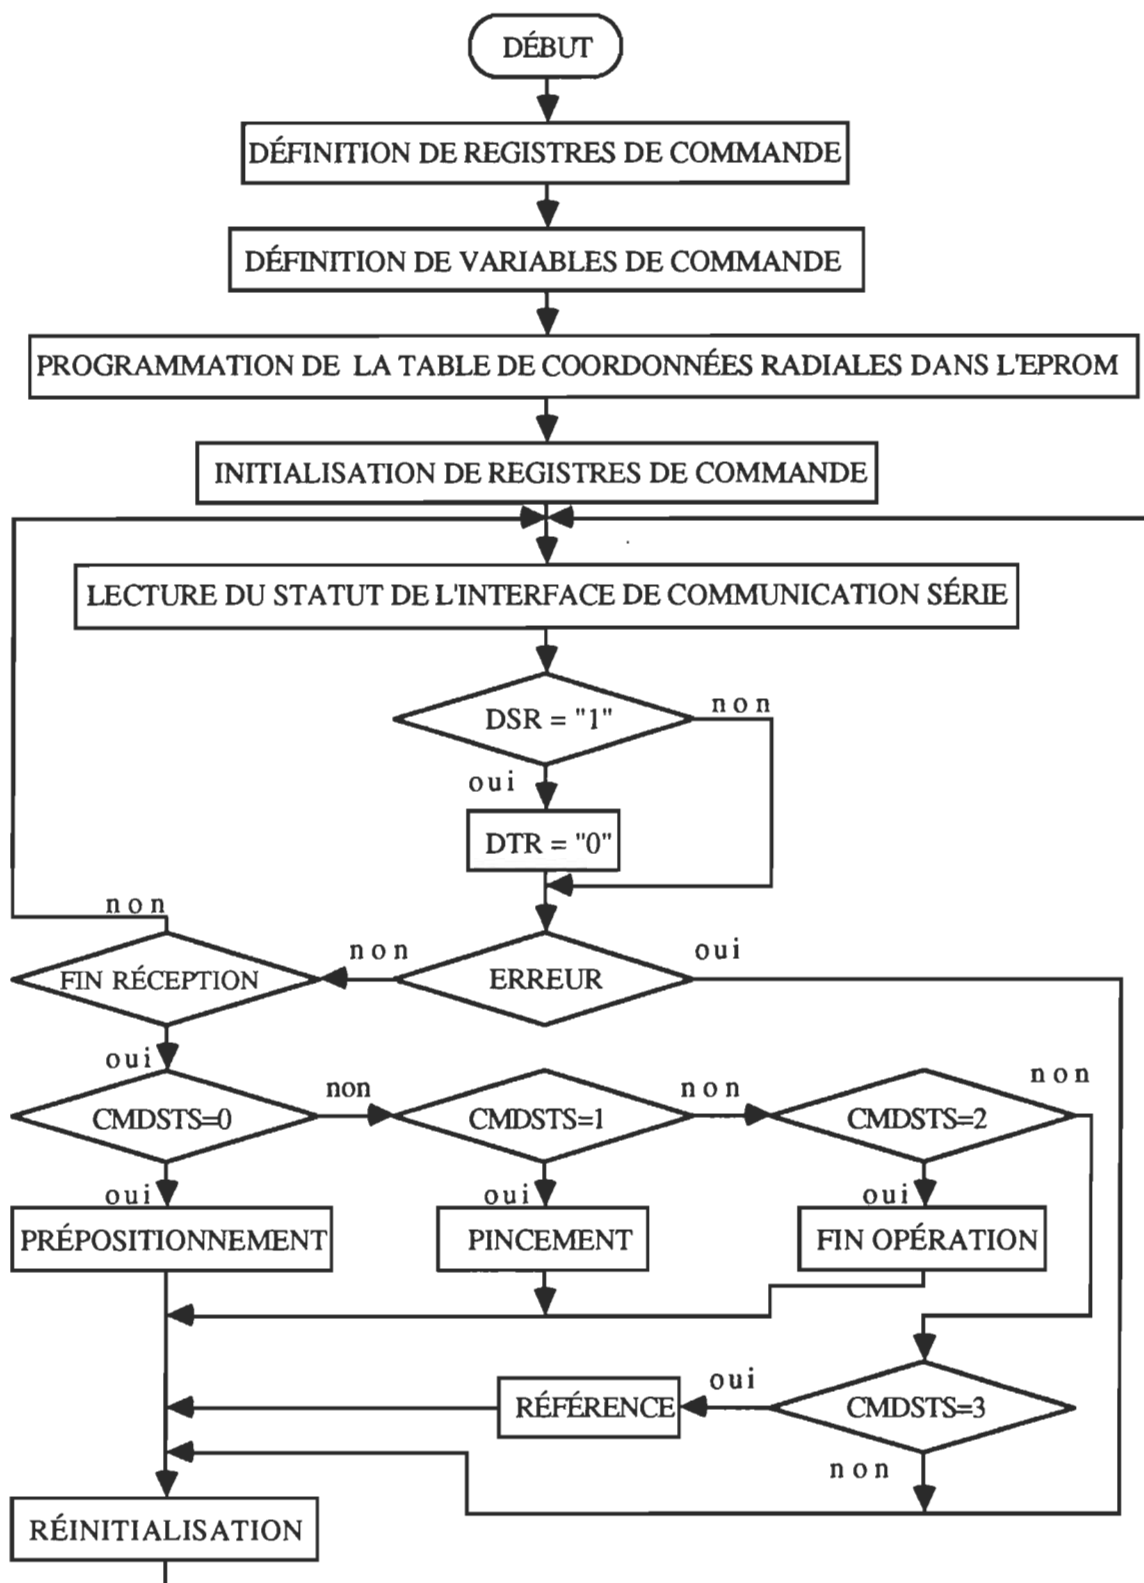 DÉBUT
DÉFINITION DE REGISTRES DE COMMANDE
DÉFINITION DE VARIABLES DE COMMANDE
PROGRAMMATION DE LA TABLE DE COORDONNÉES RADIALES DANS L'EPROM
INITIALISATION DE REGISTRES DE COMMANDE
LECTURE DU STATUT DE L'INTERFACE DE COMMUNICATION SÉRIE
DSR = "1"
non
oui
DTR = "0"
non
FIN RÉCEPTION
non
ERREUR
oui
oui
CMDSTS=0
non
CMDSTS=1
non
CMDSTS=2
non
oui
oui
oui
PRÉPOSITIONNEMENT
PINCEMENT
FIN OPÉRATION
RÉFÉRENCE
oui
CMDSTS=3
non
RÉINITIALISATION